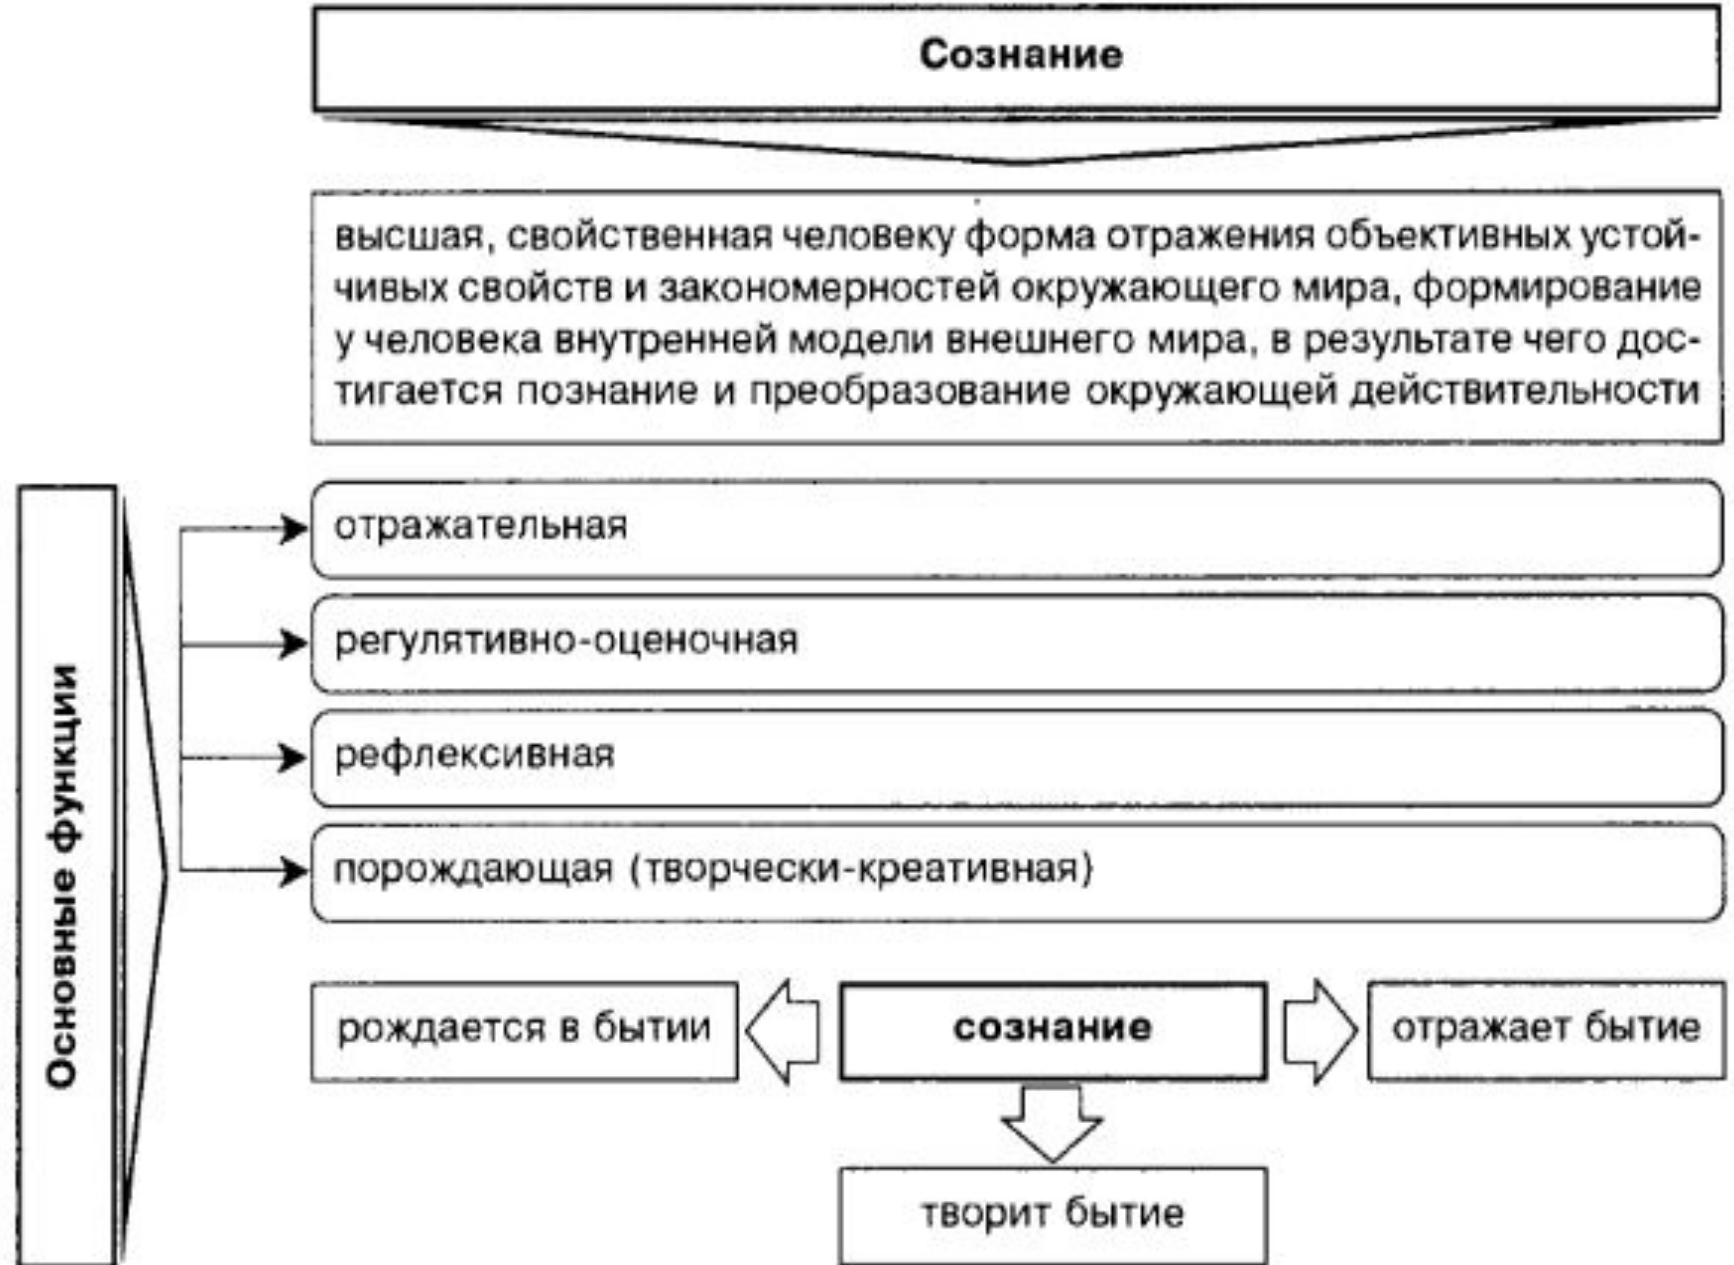 Сознание
высшая, свойственная человеку форма отражения объективных устой-
чивых свойств и закономерностей окружающего мира, формирование
у человека внутренней модели внешнего мира, в результате чего дос-
тигается познание и преобразование окружающей действительности
Основные функции
отражательная
регулятивно-оценочная
рефлексивная
порождающая (творчески-креативная)
рождается в бытии
сознание
отражает бытие
творит бытие